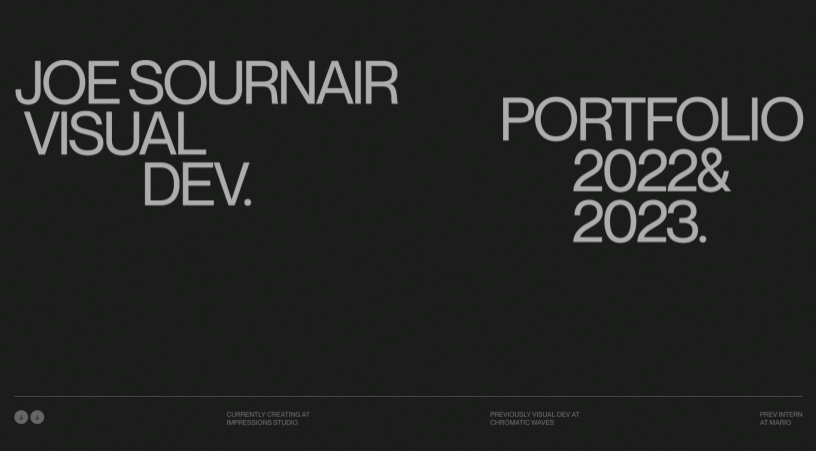 JOE SOURNAIR
VISUAL
DEV.
PORTFOLIO
2022&
2023.
CURRENTLY CREATING AT
IMPRESSIONS STUDIO
PREVIOUSLY VISUAL DEV AT
CHROMATIC WAVES
PREV INTERN
AT MARIO